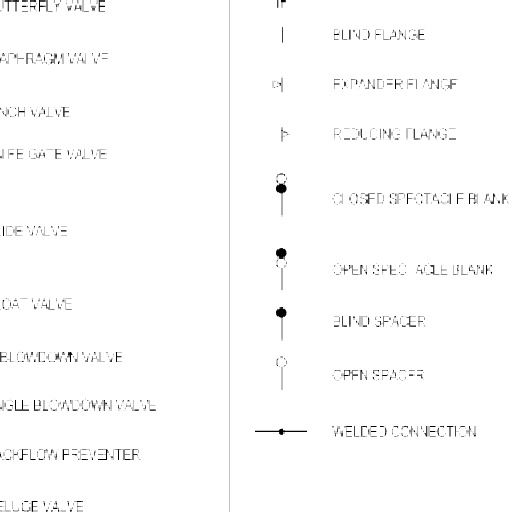 UTTERFLY VALVE
APHRAGM VALVE
NCH VALVE
IFE GATE VALVE
IDE VALVE
OAT VALVE
BLOWDOWN VALVE
NGLE BLOWDOWN VALVE
ACKFLOW PREVENTER
ELUGE VALVE
BLIND FLANGE
EXPANDER FLANGE
REDUCING FLANGE
CLOSED SPECTACLE BLANK
OPEN SPECTACLE BLANK
BLIND SPACER
OPEN SPACER
WELDED CONNECTION